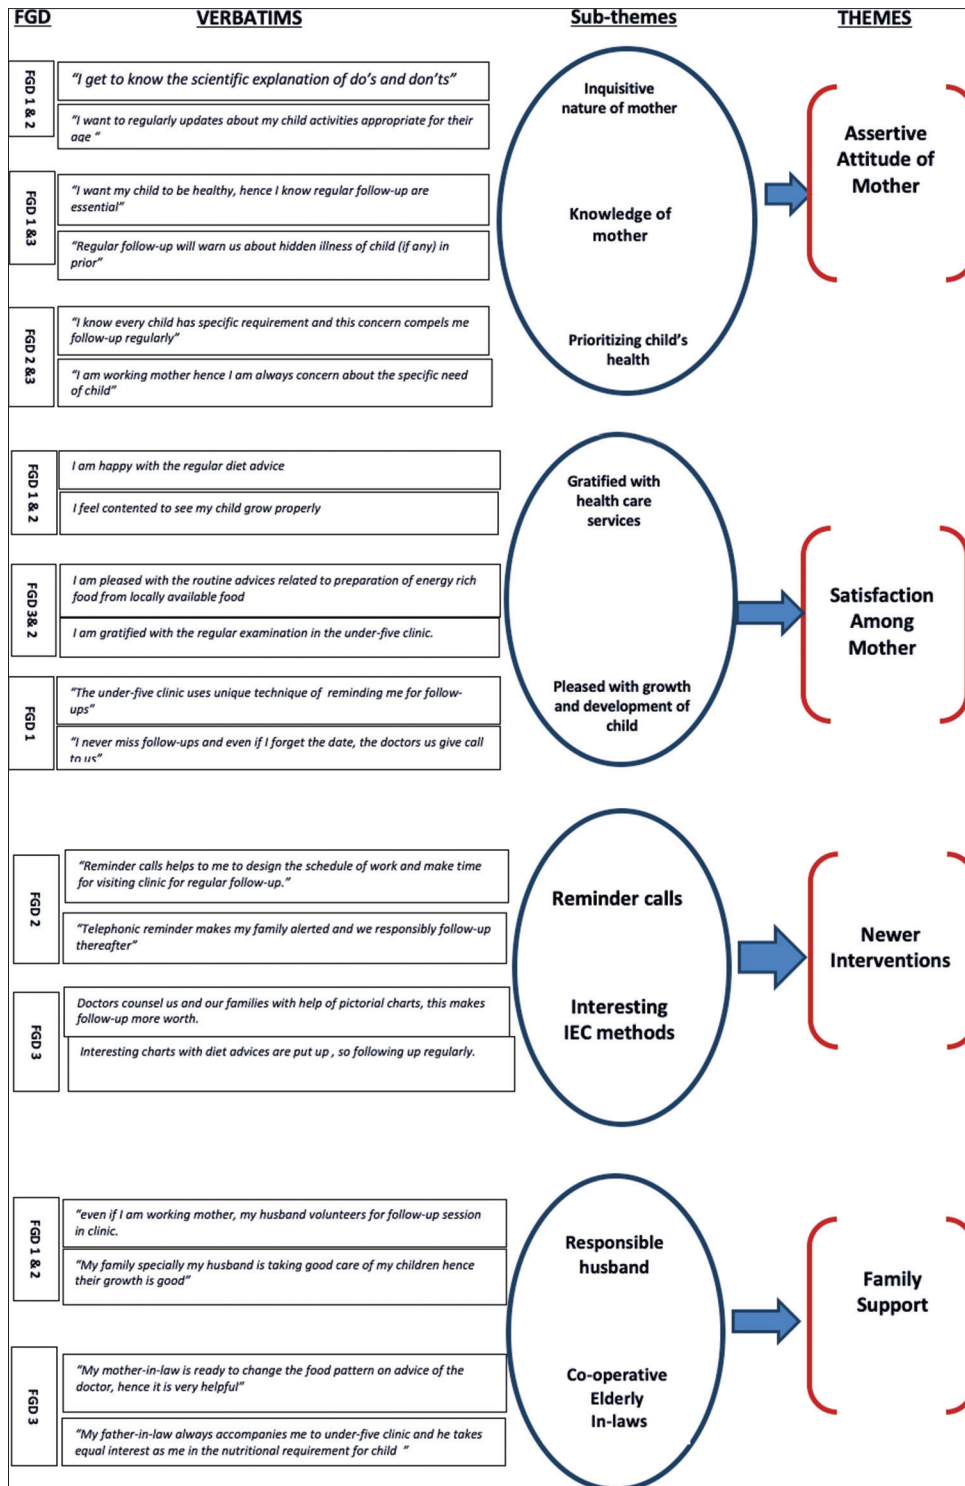 FGD VERBATIMS Sub-themes THEMES
FGD 1 & 2
"I get to know the scientific explanation of do's and don'ts"
"I want to regularly updates about my child activities appropriate for their
age "
FGD 1 &3
"I want my child to be healthy, hence I know regular follow-up are
essential"
"Regular follow-up will warn us about hidden illness of child (if any) in
prior"
FGD 2 &3
"I know every child has specific requirement and this concern compels me
follow-up regularly"
"I am working mother hence I am always concern about the specific need
of child"
Inquisitive
nature of mother
Knowledge of
mother
Prioritizing child's
health
Assertive
Attitude of
Mother
FGD 1 & 2
I am happy with the regular diet advice
I feel contented to see my child grow properly
FGD 3& 2
I am pleased with the routine advices related to preparation of energy rich
food from locally available food
I am gratified with the regular examination in the under-five clinic.
FGD 1
"The under-five clinic uses unique technique of reminding me for follow-
ups"
"I never miss follow-ups and even if I forget the date, the doctors us give call
to us"
Gratified with
health care
services
Pleased with growth
and development of
child
Satisfaction
Among
Mother
FGD 2
"Reminder calls helps to me to design the schedule of work and make time
for visiting clinic for regular follow-up."
"Telephonic reminder makes my family alerted and we responsibly follow-up
thereafter"
FGD 3
Doctors counsel us and our families with help of pictorial charts, this makes
follow-up more worth.
Interesting charts with diet advices are put up , so following up regularly.
Reminder calls
Interesting
IEC methods
Newer
Interventions
FGD 1 & 2
"even if I am working mother, my husband volunteers for follow-up session
in clinic.
"My family specially my husband is taking good care of my children hence
their growth is good"
FGD 3
"My mother-in-law is ready to change the food pattern on advice of the
doctor, hence it is very helpful"
"My father-in-law always accompanies me to under-five clinic and he takes
equal interest as me in the nutritional requirement for child "
Responsible
husband
Co-operative
Elderly
In-laws
Family
Support